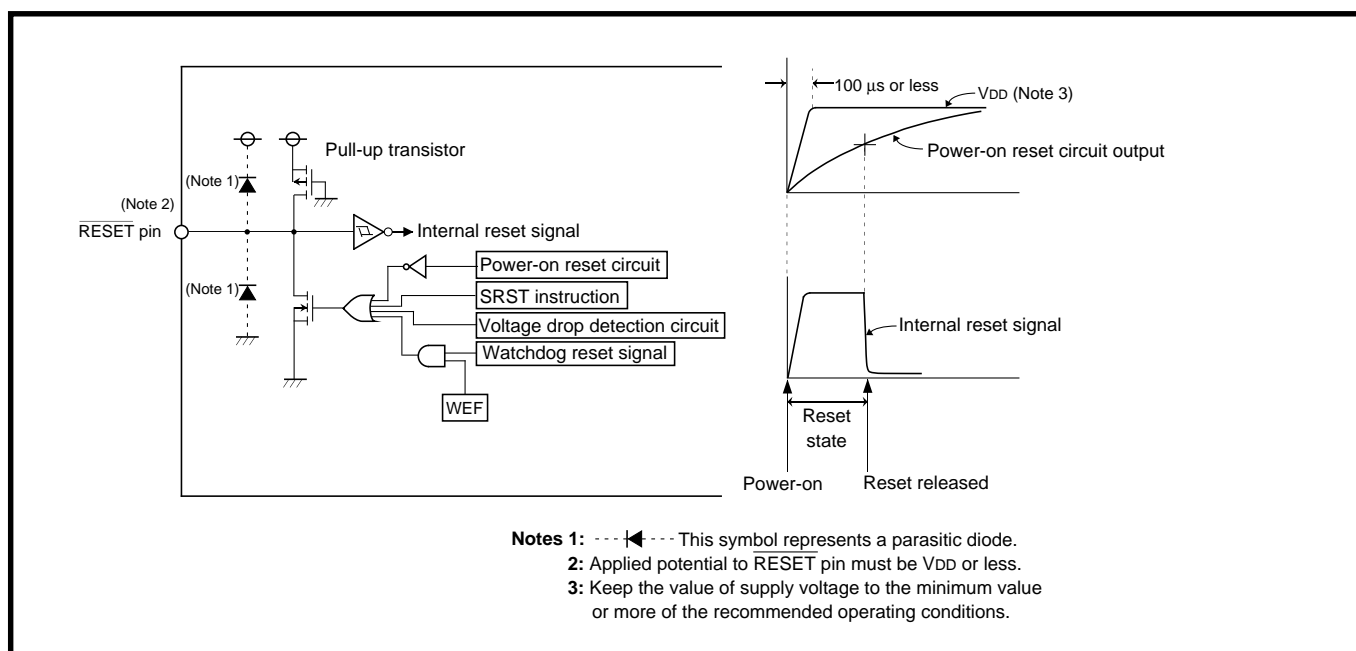 Pull-up transistor
(Note 1)
(Note 2)
RESET pin
Internal reset signal
(Note 1)
Power-on reset circuit
SRST instruction
Voltage drop detection circuit
Watchdog reset signal
WEF
100 μs or less
VDD (Note 3)
Power-on reset circuit output
Internal reset signal
Reset
state
Power-on
Reset released
Notes 1: This symbol represents a parasitic diode.
2: Applied potential to RESET pin must be VDD or less.
3: Keep the value of supply voltage to the minimum value
or more of the recommended operating conditions.